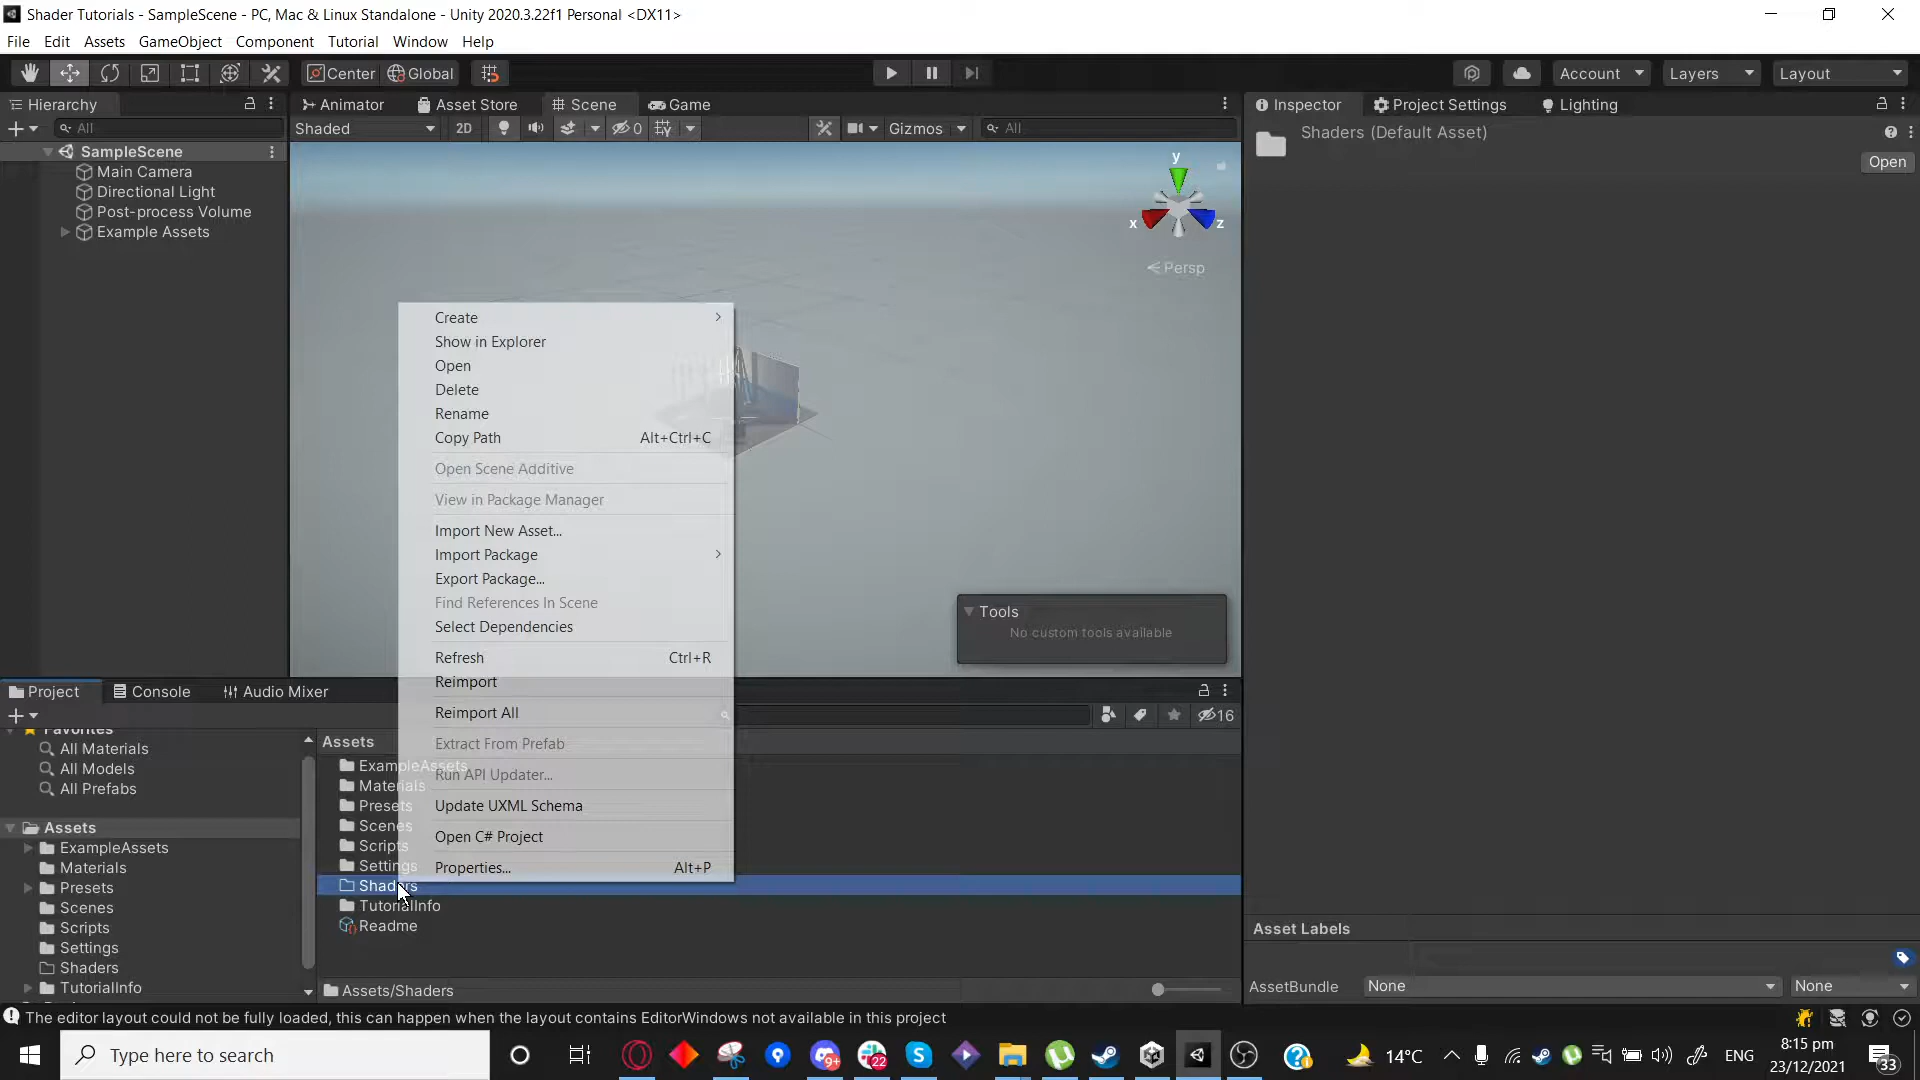 Shader Tutorials - SampleScene - PC, Mac & Linux Standalone - Unity 2020.3.22f1 Personal <DX11>
File Edit Assets GameObject Component Tutorial Window Help
Center Global Account Layers Layout
Hierarchy
All
SampleScene
Main Camera
Directional Light
Post-process Volume
Example Assets
Animator Asset Store Scene Game
Shaded 2D 0 Gizmos All
y
x
z
Persp
Create
Show in Explorer
Open
Delete
Rename
Copy Path Alt+Ctrl+C
Open Scene Additive
View in Package Manager
Import New Asset...
Import Package
Export Package...
Find References In Scene
Select Dependencies
Refresh Ctrl+R
Reimport
Reimport All
Extract From Prefab
Run API Updater...
Update UXML Schema
Open C# Project
Properties... Alt+P
Tools
No custom tools available
Inspector Project Settings Lighting
Shaders (Default Asset)
Open
Asset Labels
AssetBundle None None
Project Console Audio Mixer
16
Favorites
All Materials
All Models
All Prefabs
Assets
ExampleAssets
Materials
Presets
Scenes
Scripts
Settings
Shaders
TutorialInfo
Assets
ExampleAssets
Materials
Presets
Scenes
Scripts
Settings
Shaders
TutorialInfo
Readme
Assets/Shaders
The editor layout could not be fully loaded, this can happen when the layout contains EditorWindows not available in this project
Type here to search
9+
22
14°C
ENG
8:15 pm
23/12/2021
33